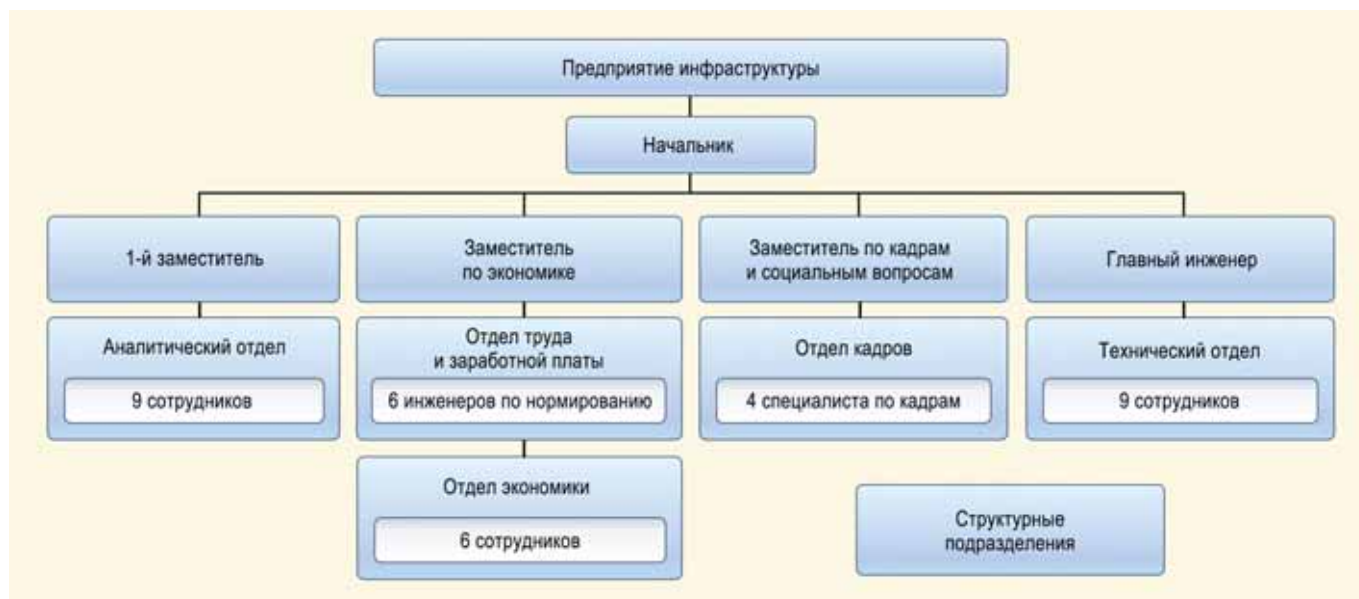 Предприятие инфраструктуры
Начальник
1-й заместитель
Заместитель
по экономике
Заместитель по кадрам
и социальным вопросам
Главный инженер
Аналитический отдел
9 сотрудников
Отдел труда
и заработной платы
6 инженеров по нормированию
Отдел кадров
4 специалиста по кадрам
Технический отдел
9 сотрудников
Отдел экономики
6 сотрудников
Структурные
подразделения